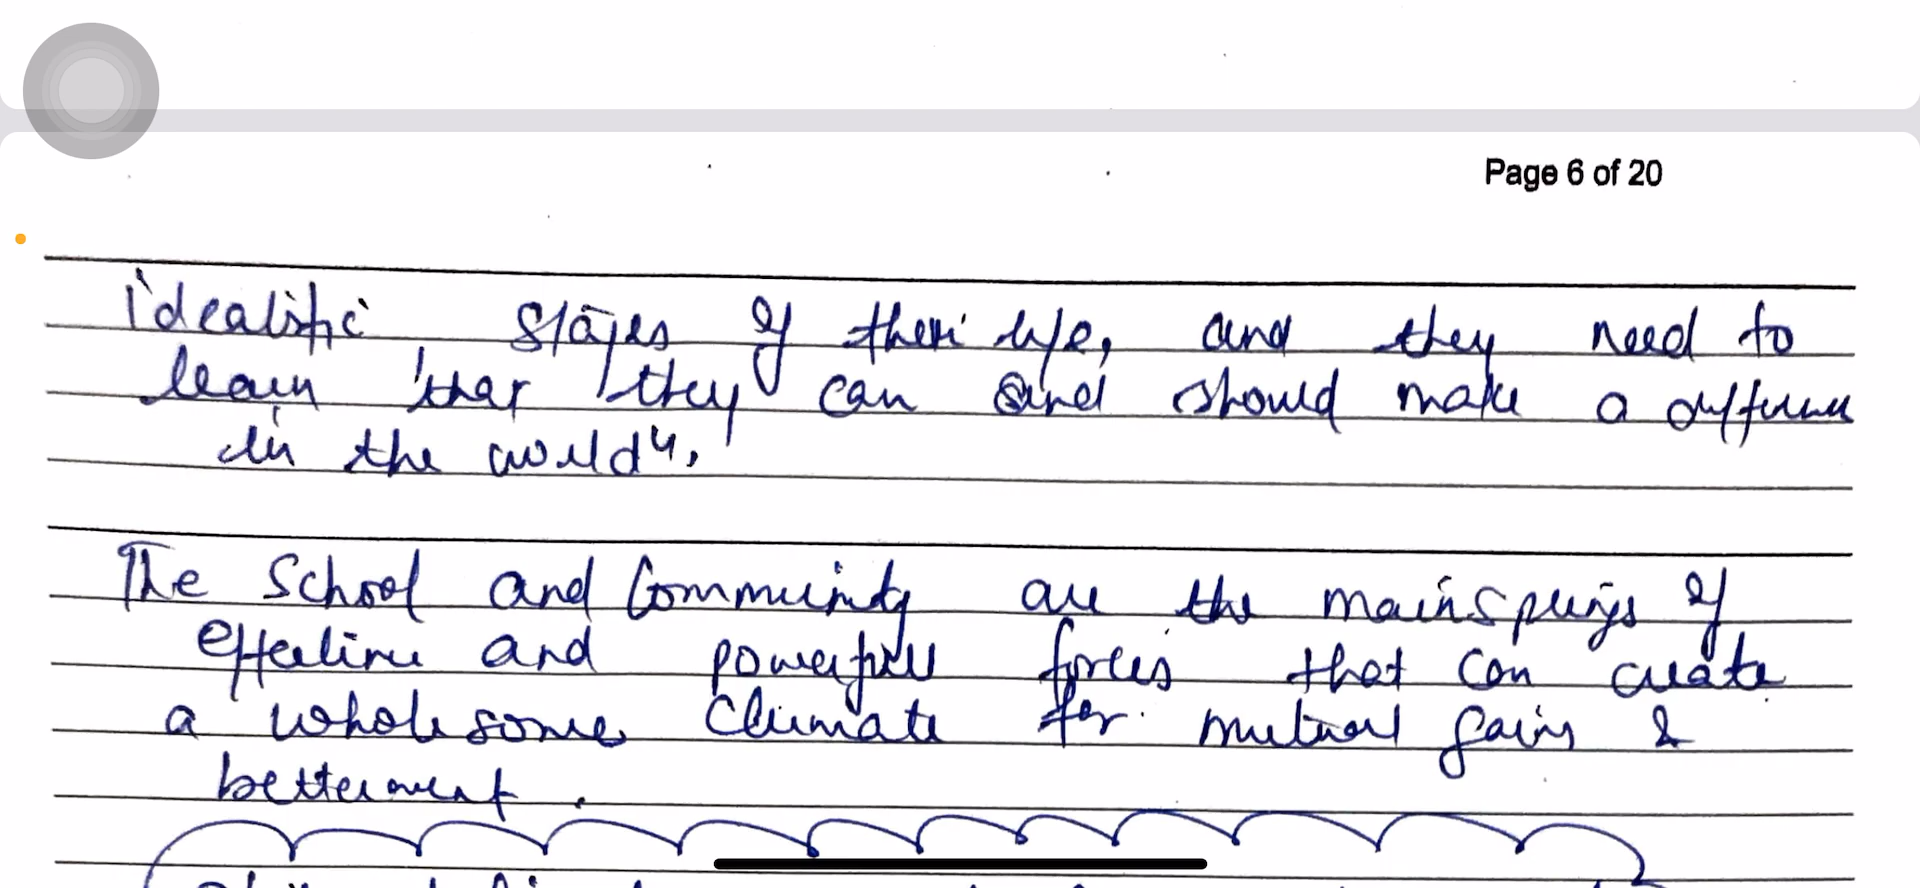 Page 6 of 20
idealistic stages of their life, and they need to
learn that they can and should make a difference
in the world",
The School and Community are the mainsprings of
effective and powerful forces that can create
a wholesome climate for mutual gains &
betterment.